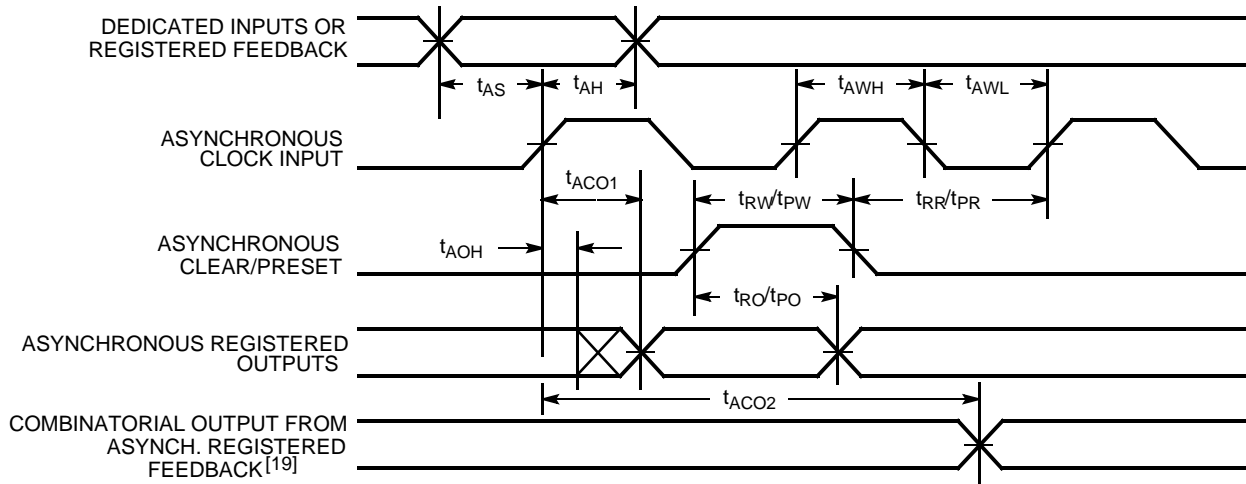 DEDICATED INPUTS OR
REGISTERED FEEDBACK
tAS
tAH
tAWH
tAWL
ASYNCHRONOUS
CLOCK INPUT
tACO1
tRW/tPW
tRR/tPR
ASYNCHRONOUS
CLEAR/PRESET
tAOH
tRO/tPO
ASYNCHRONOUS REGISTERED
OUTPUTS
tACO2
COMBINATORIAL OUTPUT FROM
ASYNCH. REGISTERED
FEEDBACK[19]